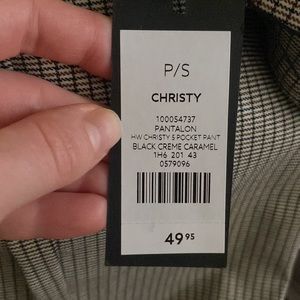 P/S
CHRISTY
100054737
PANTALON
HW CHRISTY 5 POCKET PANT
BLACK CREME CARAMEL
1H6 201 43
0579096
49.95